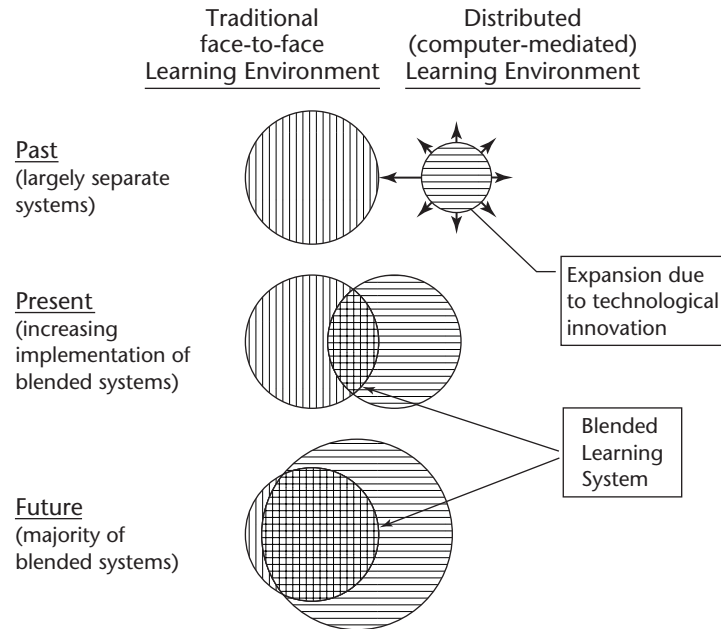 Traditional
face-to-face
Learning Environment
Distributed
(computer-mediated)
Learning Environment
Past
(largely separate
systems)
Expansion due
to technological
innovation
Present
(increasing
implementation of
blended systems)
Blended
Learning
System
Future
(majority of
blended systems)